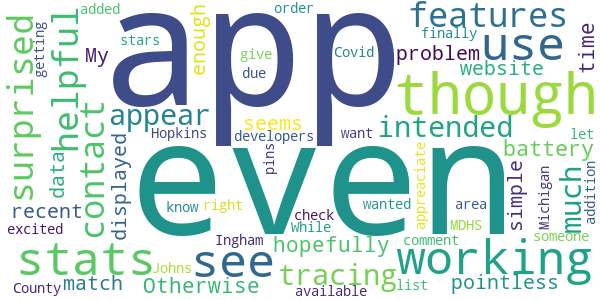 app
even
though
working
stats
see
use
features
surprised
helpful
contact
appear
intended
tracing
much
battery
hopefully
Otherwise
pointless
simple
match
displayed
recent
data
My
enough
problem
website
time
seems
added
order
stars
Covid
finally
getting
give
due
Hopkins
developers
want
let
pins
appreaciate
Michigan
addition
know
right
wanted
area
excited
check
While
MDHS
Ingham
comment
someone
County
Johns
available
list